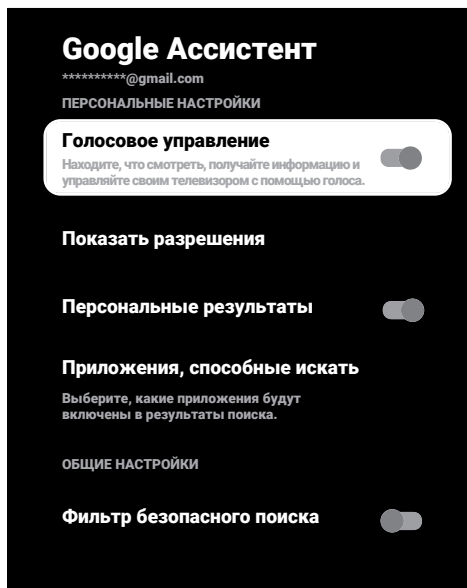 Google Ассистент
**********@gmail.com
ПЕРСОНАЛЬНЫЕ НАСТРОЙКИ
Голосовое управление
Находите, что смотреть, получайте информацию и
управляйте своим телевизором с помощью голоса.
Показать разрешения
Персональные результаты
Приложения, способные искать
Выберите, какие приложения будут
включены в результаты поиска.
ОБЩИЕ НАСТРОЙКИ
Фильтр безопасного поиска